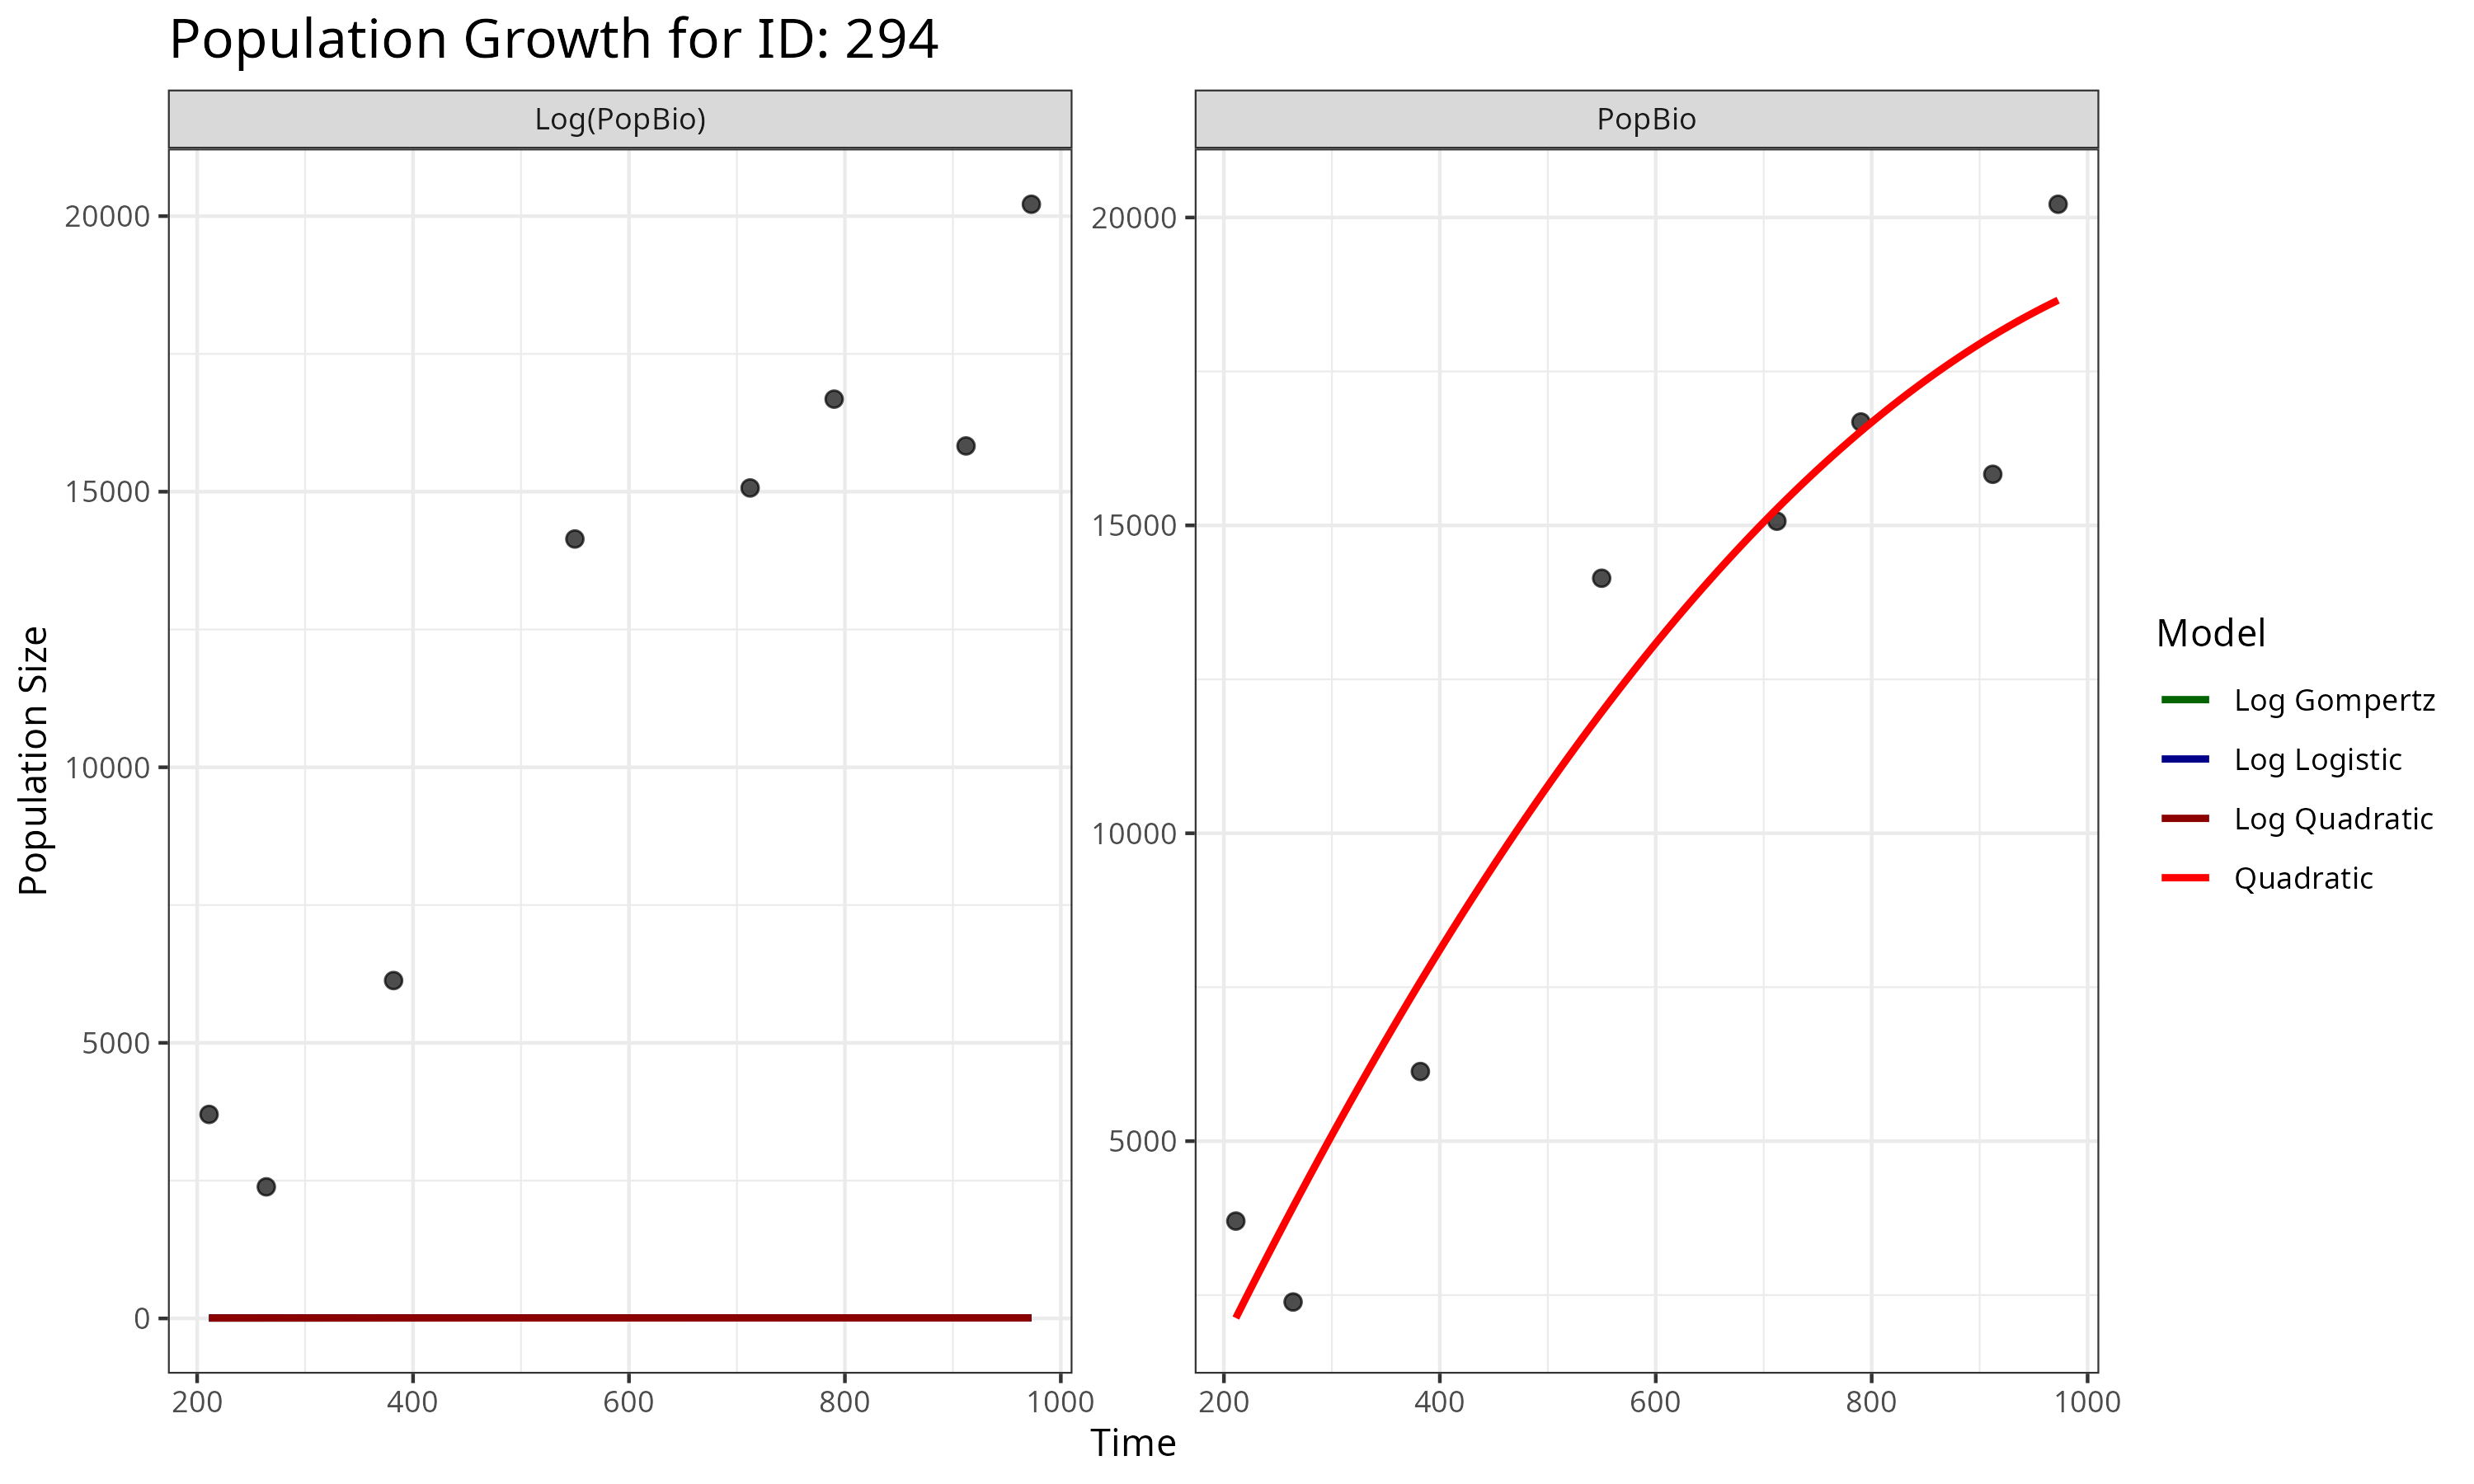 Population Growth for ID: 294
Log(PopBio)
PopBio
Population Size
20000
15000
10000
5000
0
20000
15000
10000
5000
200 400 600 800 1000
200 400 600 800 1000
Time
Model
Log Gompertz
Log Logistic
Log Quadratic
Quadratic